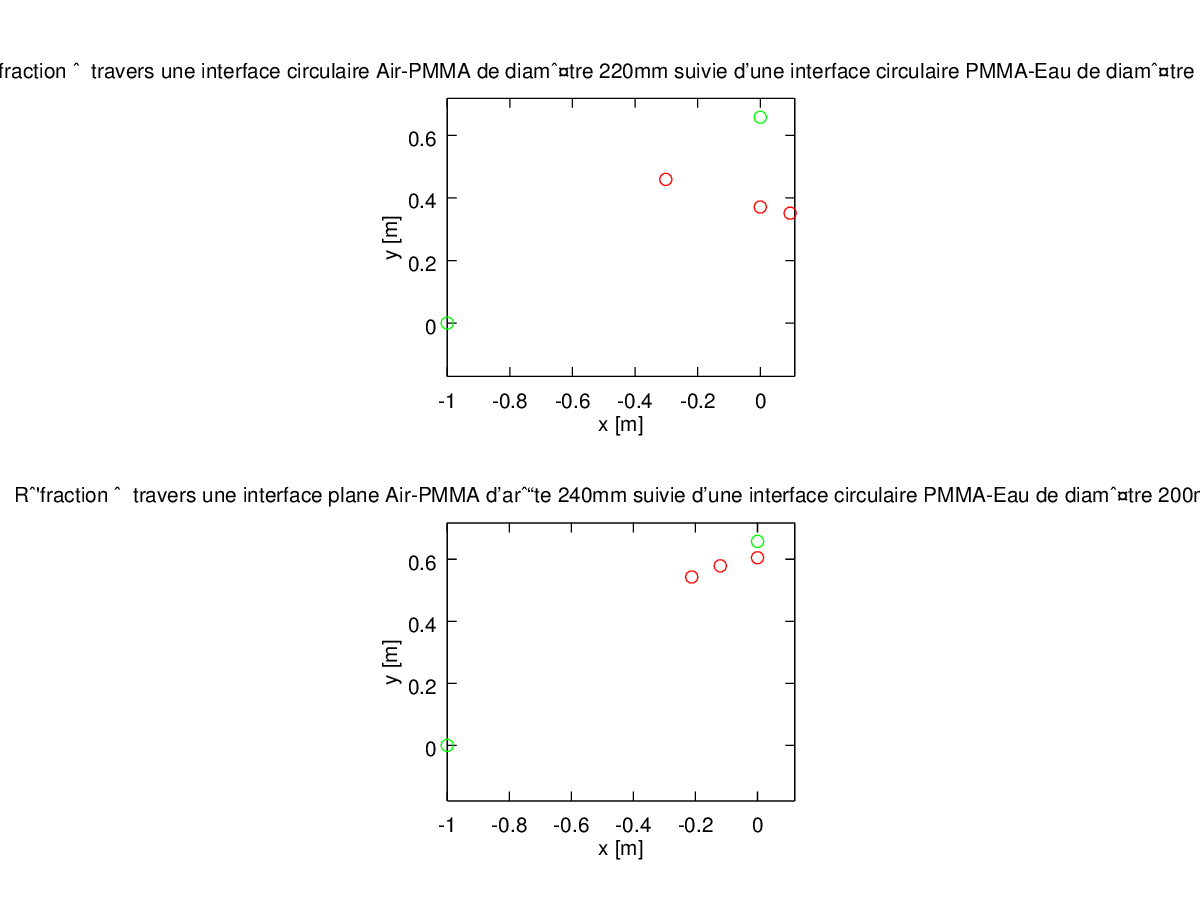 fraction ˆ travers une interface circulaire Air-PMMA de diamˆ¤tre 220mm suivie d'une interface circulaire PMMA-Eau de diamˆ¤tre
0.6
0.4
0.2
0
y [m]
-1 -0.8 -0.6 -0.4 -0.2 0
x [m]
Rˆ'fraction ˆ travers une interface plane Air-PMMA d'arˆ“te 240mm suivie d'une interface circulaire PMMA-Eau de diamˆ¤tre 200m
0.6
0.4
0.2
0
y [m]
-1 -0.8 -0.6 -0.4 -0.2 0
x [m]